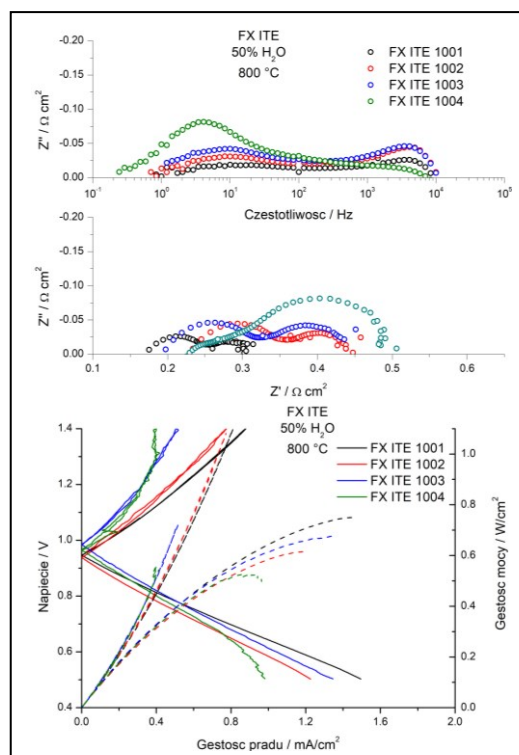 FX ITE
50% H₂O
800 °C
FX ITE 1001
FX ITE 1002
FX ITE 1003
FX ITE 1004
-0.20
-0.15
-0.10
-0.05
0.00
Z'' / Ω cm²
10⁻¹ 10⁰ 10¹ 10² 10³ 10⁴ 10⁵
Czestotliwosc / Hz
-0.20
-0.15
-0.10
-0.05
0.00
Z'' / Ω cm²
0.1 0.2 0.3 0.4 0.5 0.6
Z' / Ω cm²
FX ITE
50% H₂O
800 °C
FX ITE 1001
FX ITE 1002
FX ITE 1003
FX ITE 1004
1.4
1.2
1.0
0.8
0.6
0.4
Napiecie / V
1.0
0.8
0.6
0.4
0.2
0.0
Gestosc mocy / W/cm²
0.0 0.4 0.8 1.2 1.6 2.0
Gestosc pradu / mA/cm²